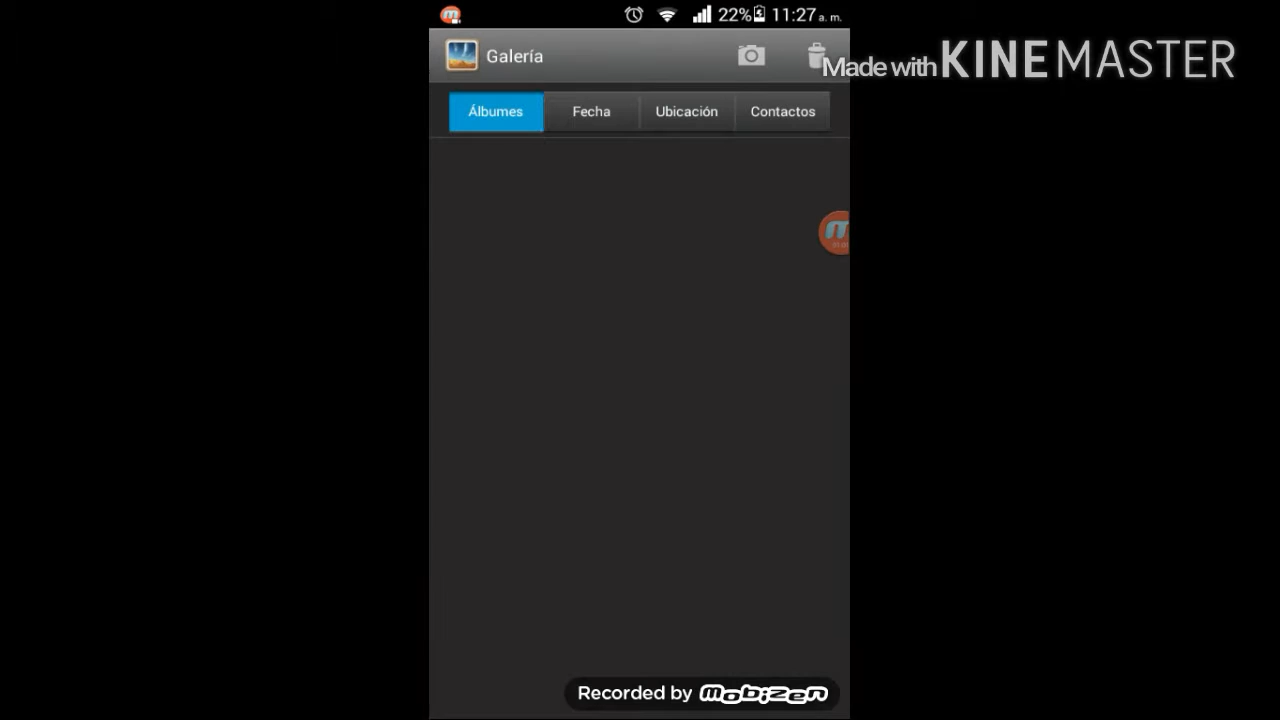 22% 11:27 a. m.
Galería
Made with KINEMASTER
Álbumes Fecha Ubicación Contactos
Recorded by mobizen